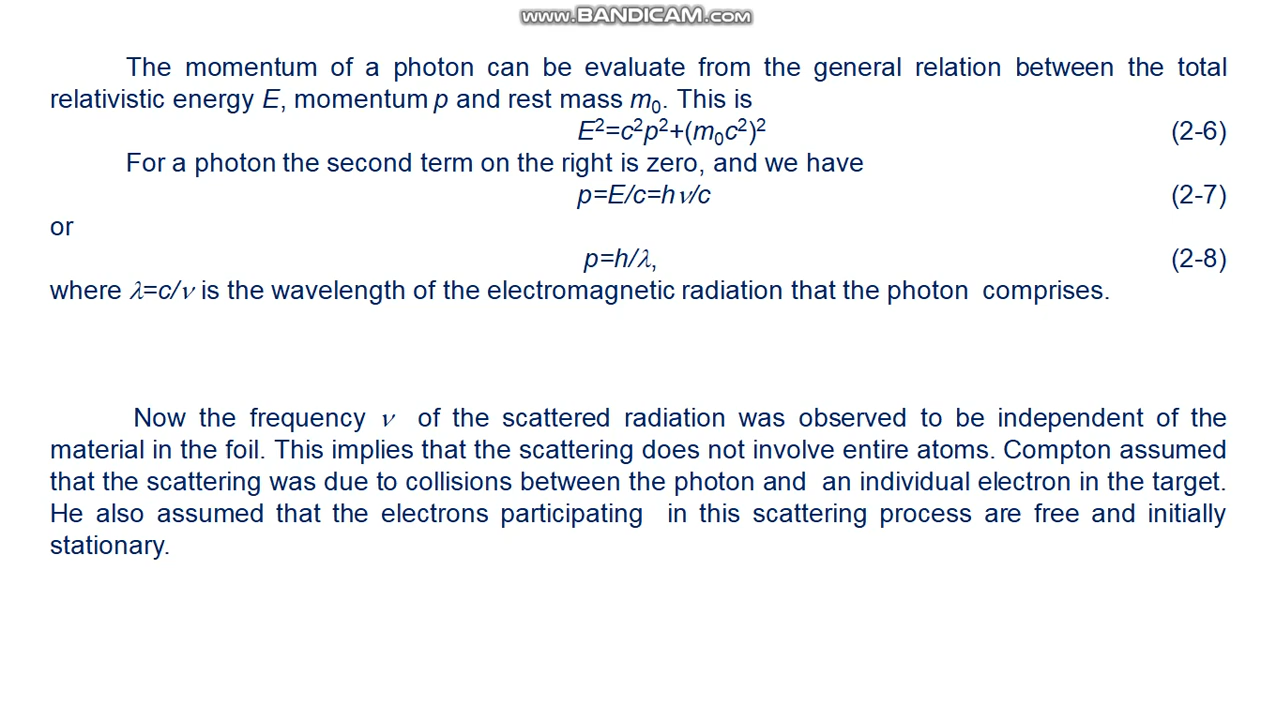 www.BANDICAM.com
The momentum of a photon can be evaluate from the general relation between the total
relativistic energy E, momentum p and rest mass m₀. This is
E²=c²p²+(m₀c²)² (2-6)
For a photon the second term on the right is zero, and we have
p=E/c=hν/c (2-7)
or
p=h/λ, (2-8)
where λ=c/ν is the wavelength of the electromagnetic radiation that the photon comprises.
Now the frequency ν of the scattered radiation was observed to be independent of the
material in the foil. This implies that the scattering does not involve entire atoms. Compton assumed
that the scattering was due to collisions between the photon and an individual electron in the target.
He also assumed that the electrons participating in this scattering process are free and initially
stationary.